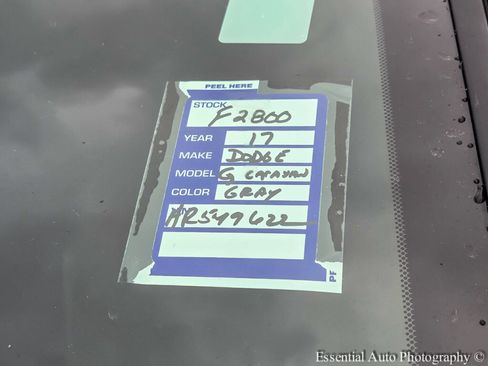 PEEL HERE
STOCK F2800
YEAR 17
MAKE DODGE
MODEL G CARAVAN
COLOR GRAY
HR549622
PF
Essential Auto Photography ©